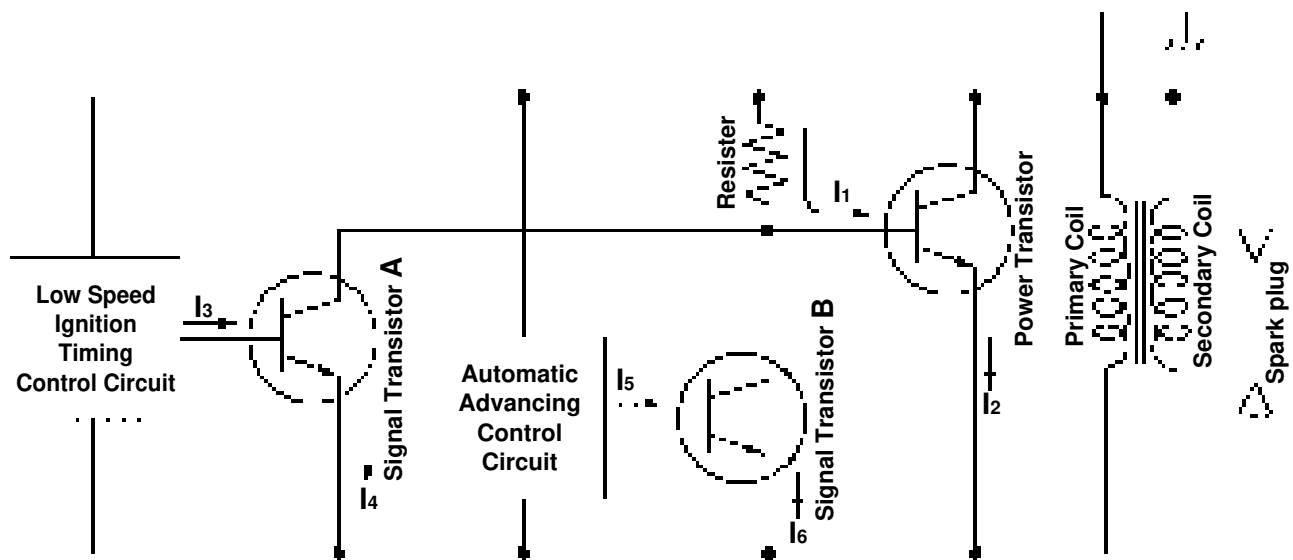 Low Speed
Ignition
Timing
Control Circuit
I3
I4
Signal Transistor A
Automatic
Advancing
Control
Circuit
I5
I6
Signal Transistor B
Resister
I1
I2
Power Transistor
Primary Coil
Secondary Coil
Spark plug